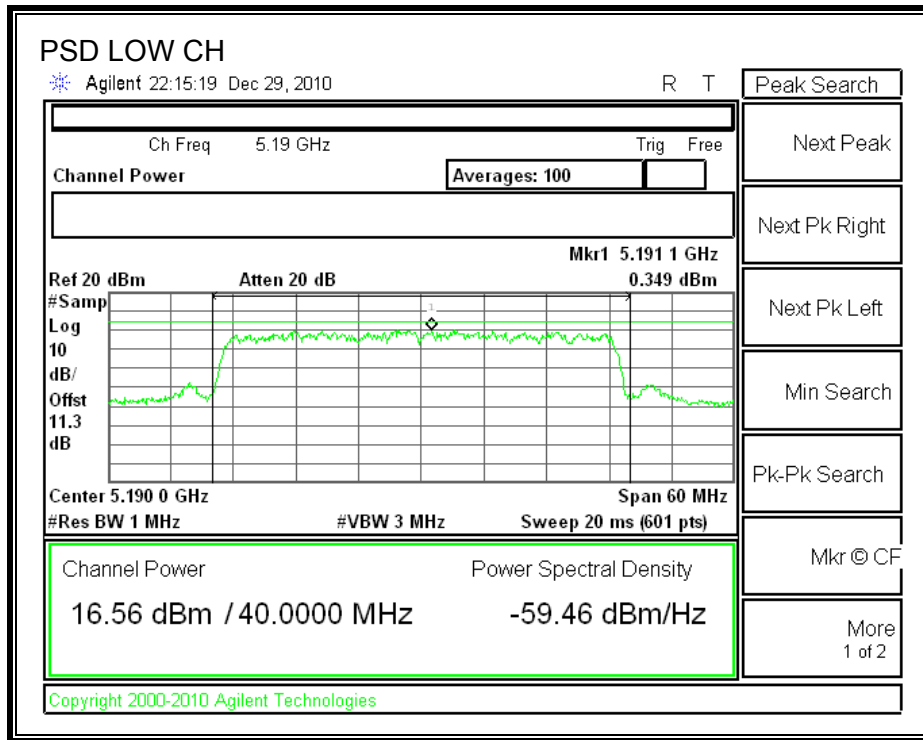 PSD LOW CH
Agilent 22:15:19 Dec 29, 2010 R T
Peak Search
Ch Freq 5.19 GHz Trig Free
Next Peak
Channel Power Averages: 100
Next Pk Right
Mkr1 5.191 1 GHz
Ref 20 dBm Atten 20 dB 0.349 dBm
#Samp
Log
10
dB/
Offst
11.3
dB
1
Next Pk Left
Min Search
Pk-Pk Search
Center 5.190 0 GHz Span 60 MHz
#Res BW 1 MHz #VBW 3 MHz Sweep 20 ms (601 pts)
Mkr © CF
Channel Power Power Spectral Density
16.56 dBm / 40.0000 MHz -59.46 dBm/Hz
More
1 of 2
Copyright 2000-2010 Agilent Technologies